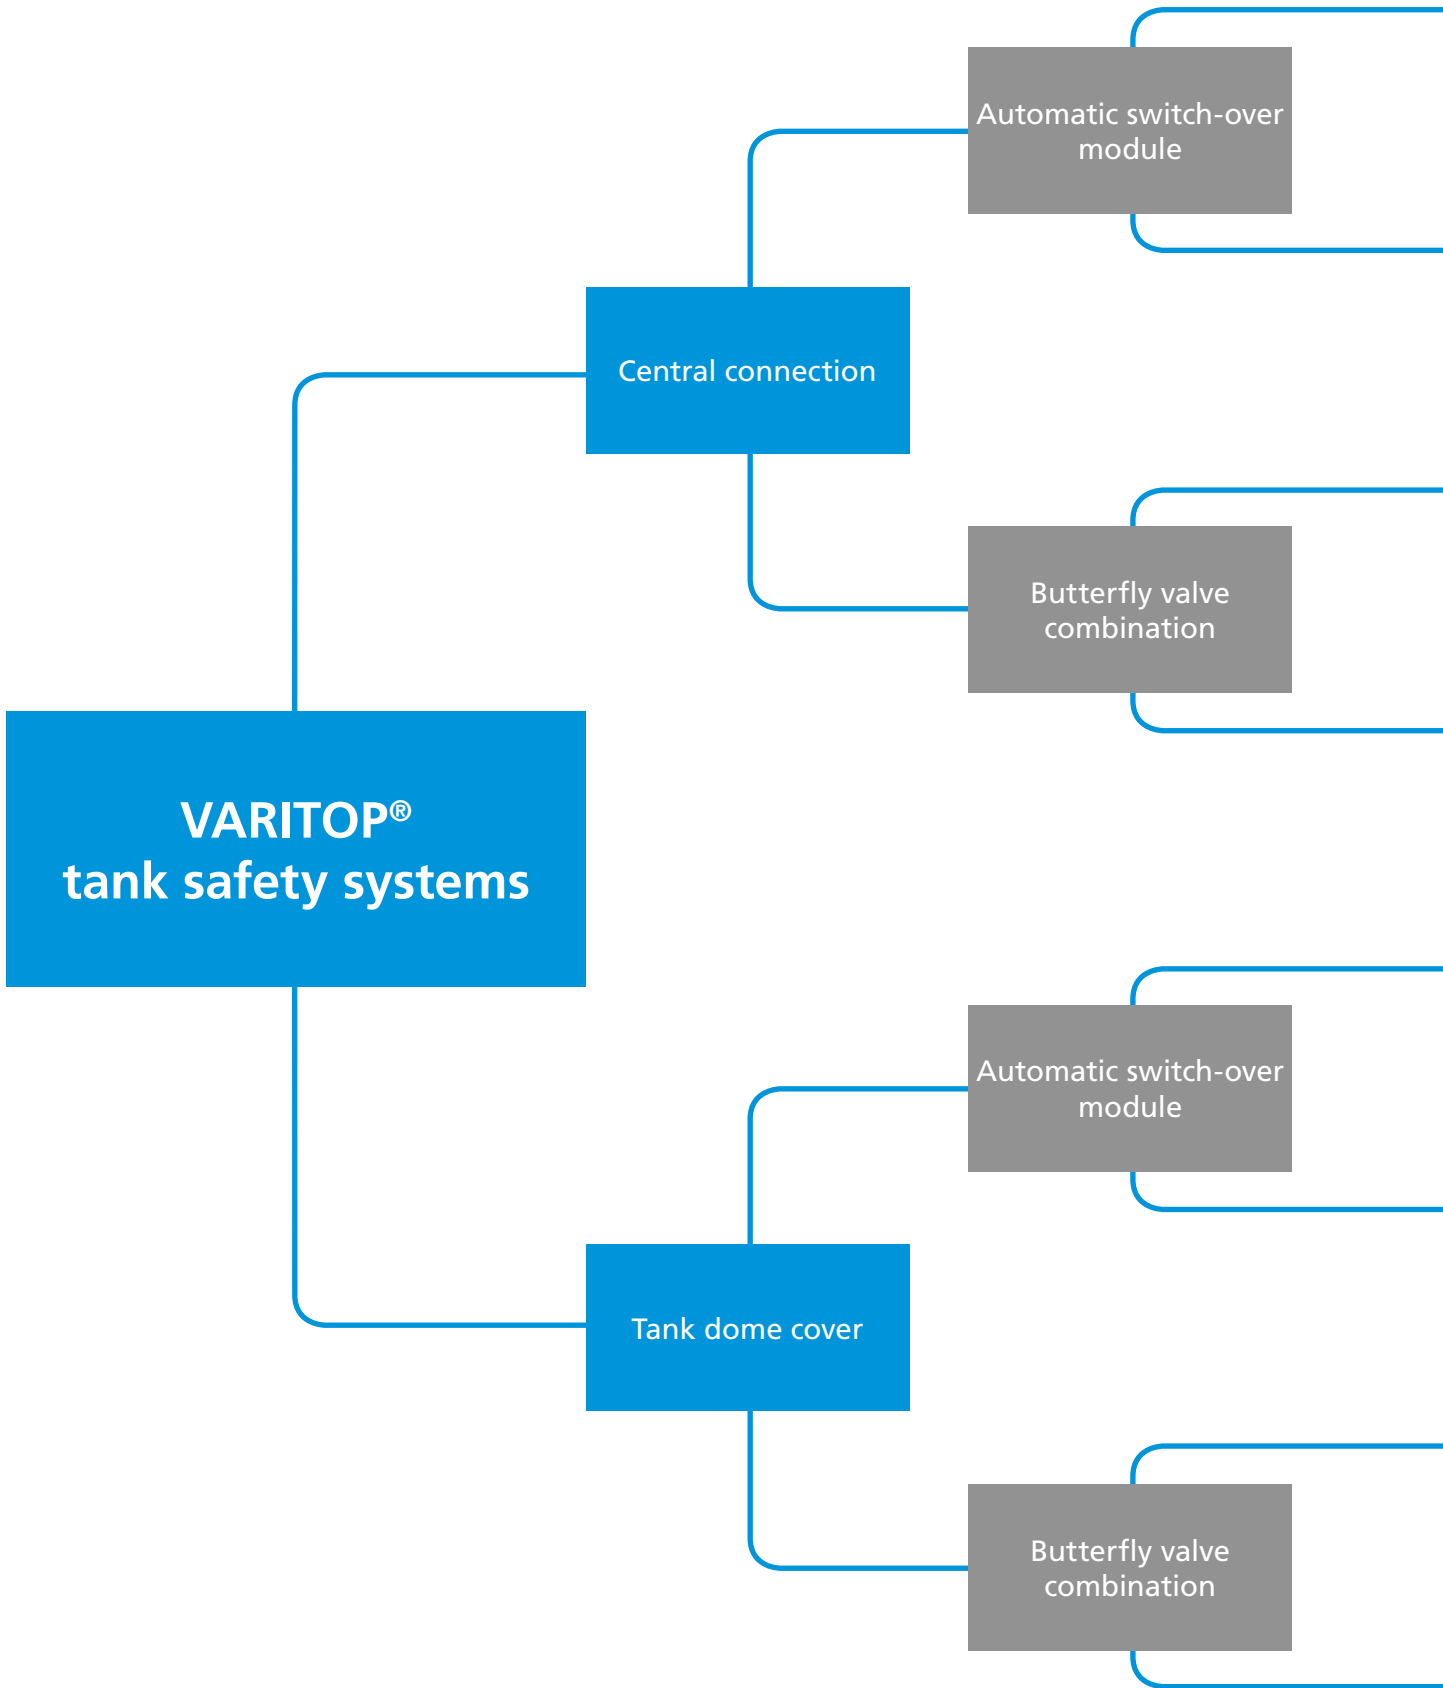 Automatic switch-over
module
Central connection
Butterfly valve
combination
VARITOP®
tank safety systems
Automatic switch-over
module
Tank dome cover
Butterfly valve
combination